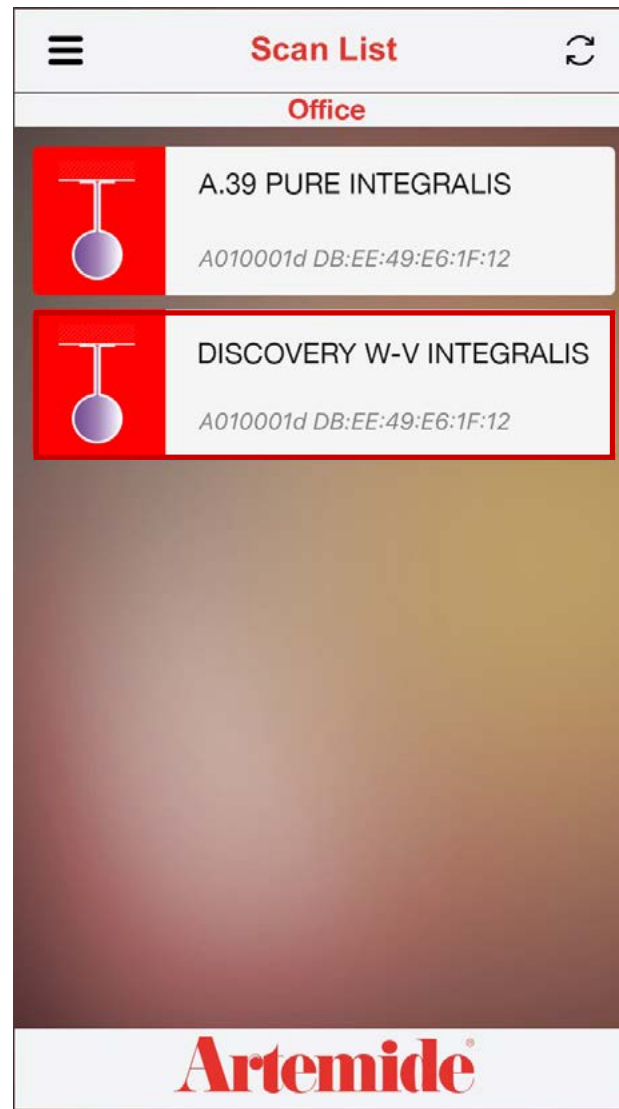 Scan List
Office
A.39 PURE INTEGRALIS
A010001d DB:EE:49:E6:1F:12
DISCOVERY W-V INTEGRALIS
A010001d DB:EE:49:E6:1F:12
Artemide®